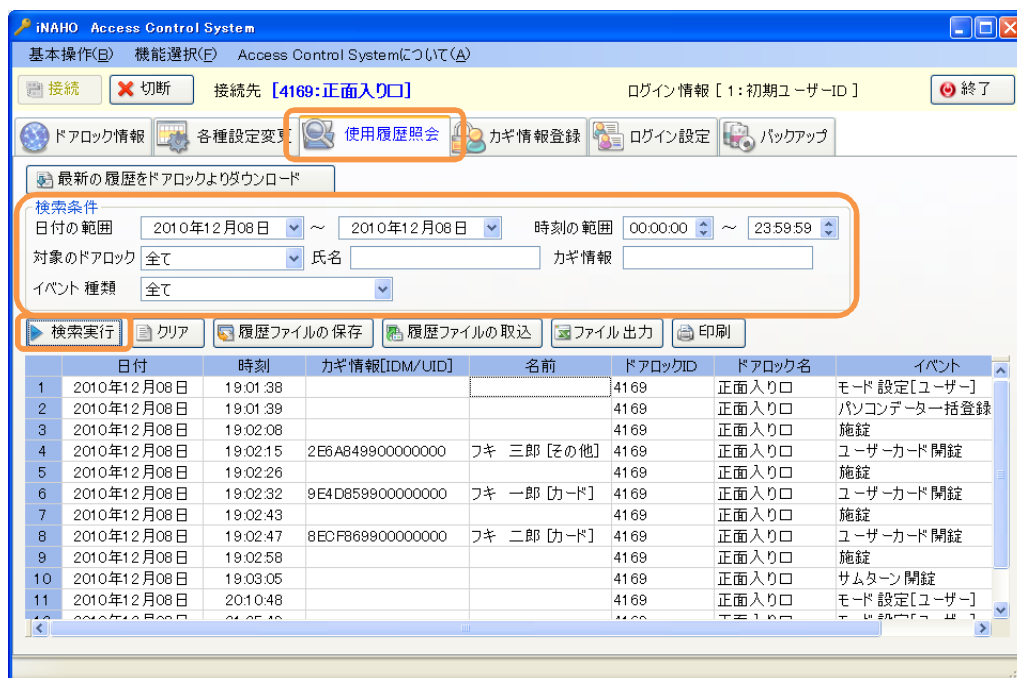 iNAHO Access Control System
基本操作(B) 機能選択(F) Access Control Systemについて(A)
接続 切断 接続先 [4169:正面入り口] ログイン情報 [ 1:初期ユーザーID ] 終了
ドアロック情報 各種設定変更 使用履歴照会 カギ情報登録 ログイン設定 バックアップ
最新の履歴をドアロックよりダウンロード
検索条件
日付の範囲 2010年12月08日 ～ 2010年12月08日 時刻の範囲 00:00:00 ～ 23:59:59
対象のドアロック 全て 氏名 カギ情報
イベント種類 全て
検索実行 クリア 履歴ファイルの保存 履歴ファイルの取込 ファイル出力 印刷
日付 時刻 カギ情報[IDM/UID] 名前 ドアロックID ドアロック名 イベント
1 2010年12月08日 19:01:38 4169 正面入り口 モード設定[ユーザー]
2 2010年12月08日 19:01:39 4169 正面入り口 パソコンデーター括登録
3 2010年12月08日 19:02:08 4169 正面入り口 施錠
4 2010年12月08日 19:02:15 2E6A849900000000 フキ 三郎 [その他] 4169 正面入り口 ユーザーカード開錠
5 2010年12月08日 19:02:26 4169 正面入り口 施錠
6 2010年12月08日 19:02:32 9E4D859900000000 フキ 一郎 [カード] 4169 正面入り口 ユーザーカード開錠
7 2010年12月08日 19:02:43 4169 正面入り口 施錠
8 2010年12月08日 19:02:47 8ECF869900000000 フキ 二郎 [カード] 4169 正面入り口 ユーザーカード開錠
9 2010年12月08日 19:02:58 4169 正面入り口 施錠
10 2010年12月08日 19:03:05 4169 正面入り口 サムターン開錠
11 2010年12月08日 20:10:48 4169 正面入り口 モード設定[ユーザー]